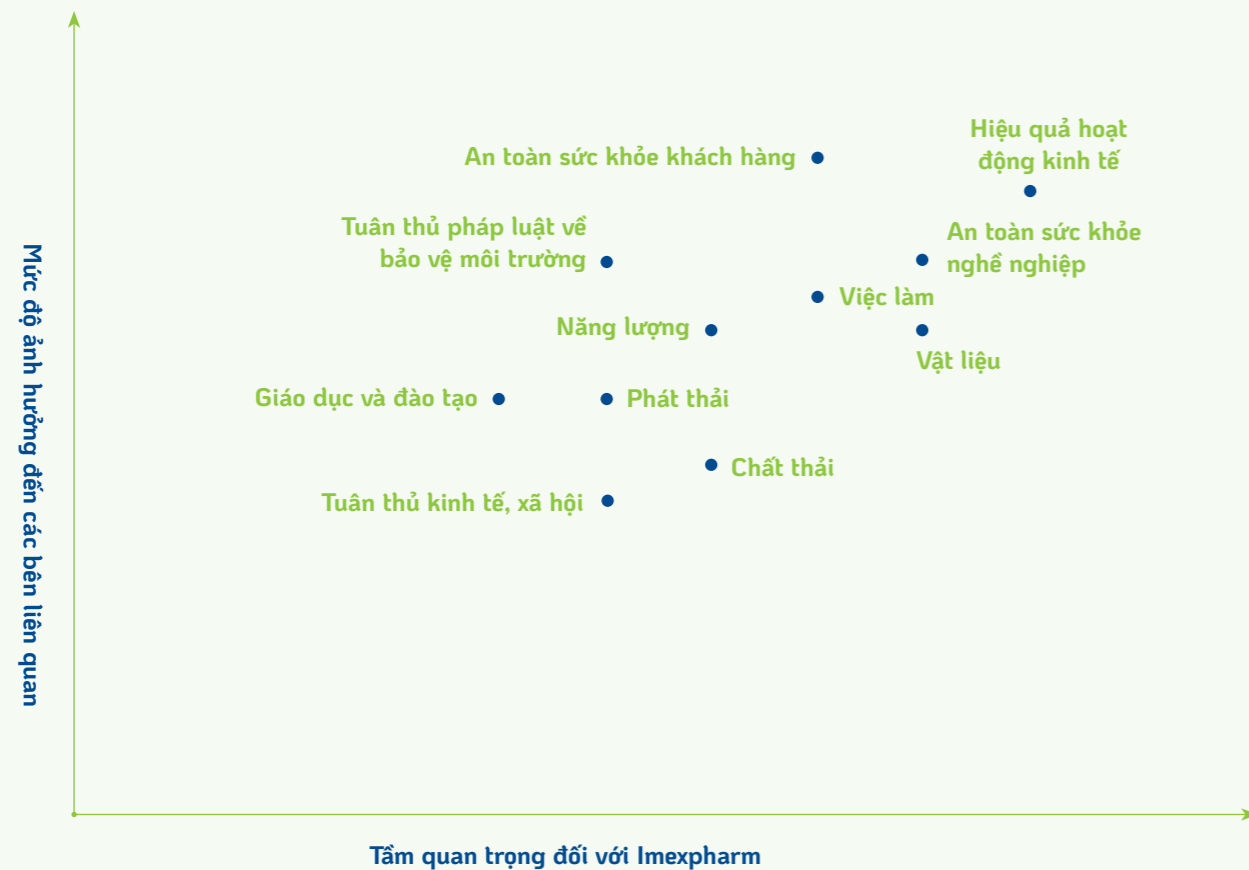 Hiệu quả hoạt
động kinh tế
An toàn sức khỏe khách hàng
Tuân thủ pháp luật về
bảo vệ môi trường
An toàn sức khỏe
nghề nghiệp
Việc làm
Năng lượng
Vật liệu
Giáo dục và đào tạo
Phát thải
Chất thải
Tuân thủ kinh tế, xã hội
Mức độ ảnh hưởng đến các bên liên quan
Tầm quan trọng đối với Imexpharm